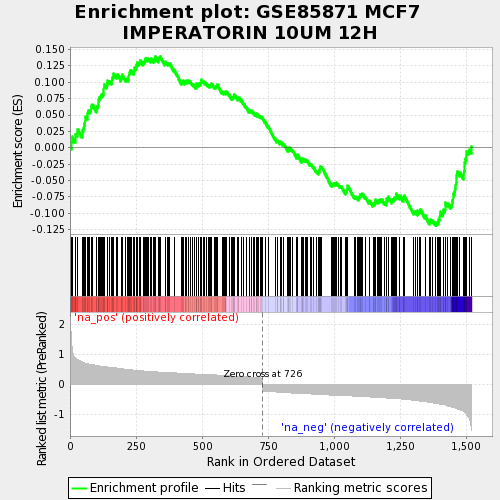 Enrichment plot: GSE85871 MCF7
IMPERATORIN 10UM 12H
Enrichment score (ES)
0.150
0.125
0.100
0.075
0.050
0.025
0.000
-0.025
-0.050
-0.075
-0.100
-0.125
Ranked list metric (PreRanked)
2
1
0
-1
'na_pos' (positively correlated)
Zero cross at 726
'na_neg' (negatively correlated)
0
250
500
750
1,000
1,250
1,500
Rank in Ordered Dataset
Enrichment profile
Hits
Ranking metric scores